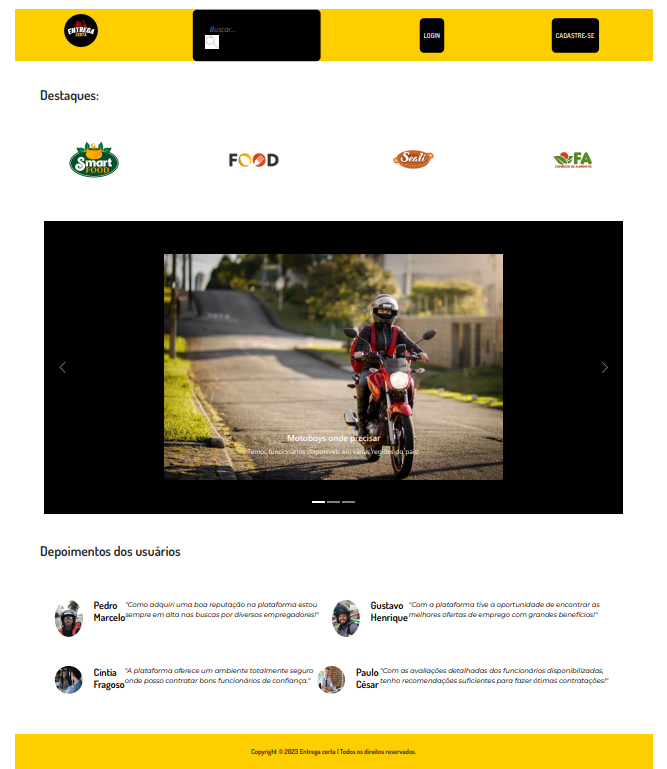 ENTREGA
CERTA
Buscar...
LOGIN
CADASTRE-SE
Destaques:
Smart
FOOD
FOOD
Seali
FA
COMÉRCIO DE ALIMENTOS
Motoboys onde precisar
Temos funcionários disponíveis em várias regiões do país!
Depoimentos dos usuários
Pedro
Marcelo
"Como adquiri uma boa reputação na plataforma estou
sempre em alta nas buscas por diversos empregadores!"
Gustavo
Henrique
"Com a plataforma tive a oportunidade de encontrar as
melhores ofertas de emprego com grandes benefícios!"
Cintia
Fragoso
"A plataforma oferece um ambiente totalmente seguro
onde posso contratar bons funcionários de confiança."
Paulo
César
"Com as avaliações detalhadas dos funcionários disponibilizadas,
tenho recomendações suficientes para fazer ótimas contratações!"
Copyright © 2023 Entrega certa | Todos os direitos reservados.